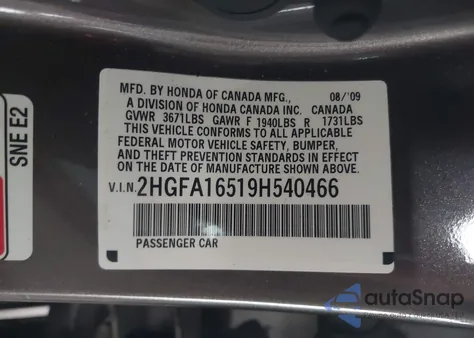 MFD. BY HONDA OF CANADA MFG., 08/'09
A DIVISION OF HONDA CANADA INC. CANADA
GVWR 3671LBS GAWR F 1940LBS R 1731LBS
THIS VEHICLE CONFORMS TO ALL APPLICABLE
FEDERAL MOTOR VEHICLE SAFETY, BUMPER,
AND THEFT PREVENTION STANDARDS IN EFFECT
ON THE DATE OF MANUFACTURE SHOWN ABOVE.
V.I.N. 2HGFA16519H540466
PASSENGER CAR
SNE E2
autoSnap